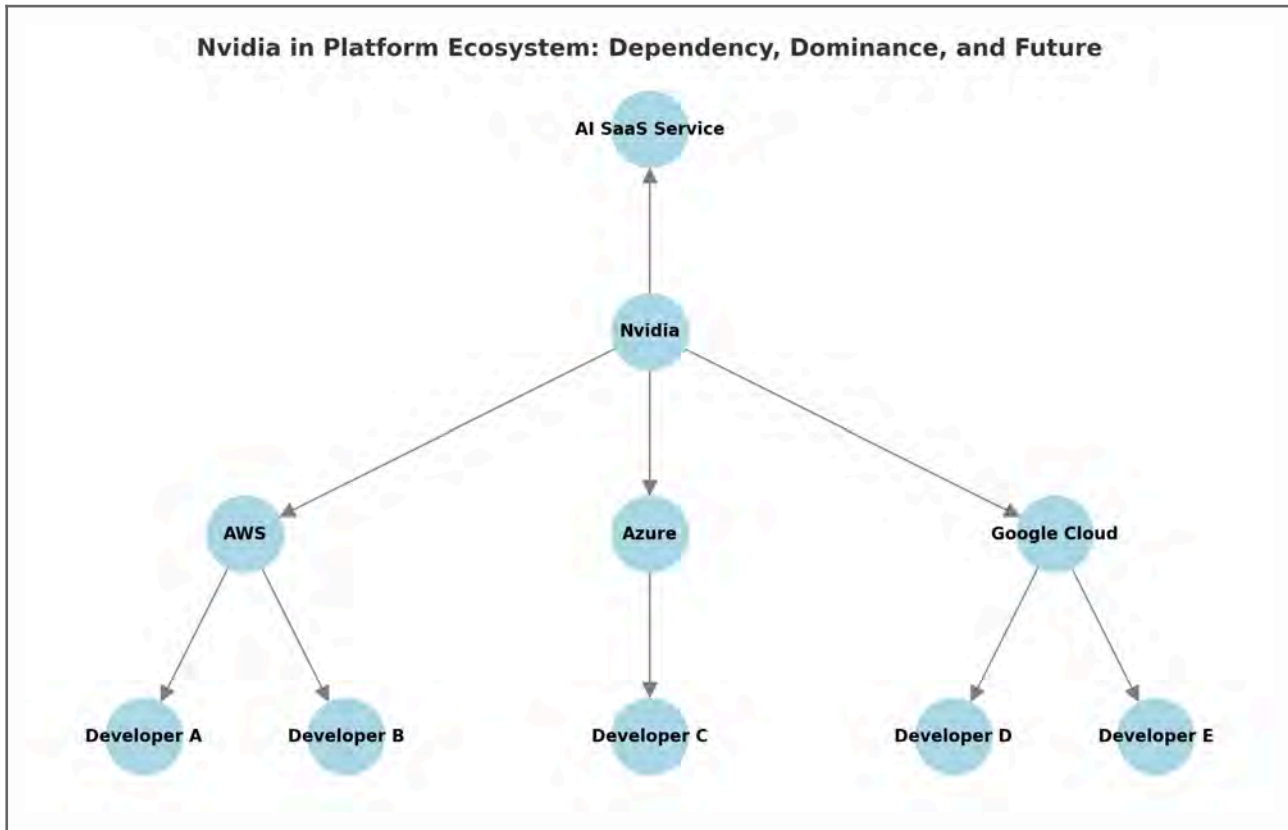 Nvidia in Platform Ecosystem: Dependency, Dominance, and Future
AI SaaS Service
Nvidia
AWS
Azure
Google Cloud
Developer A
Developer B
Developer C
Developer D
Developer E